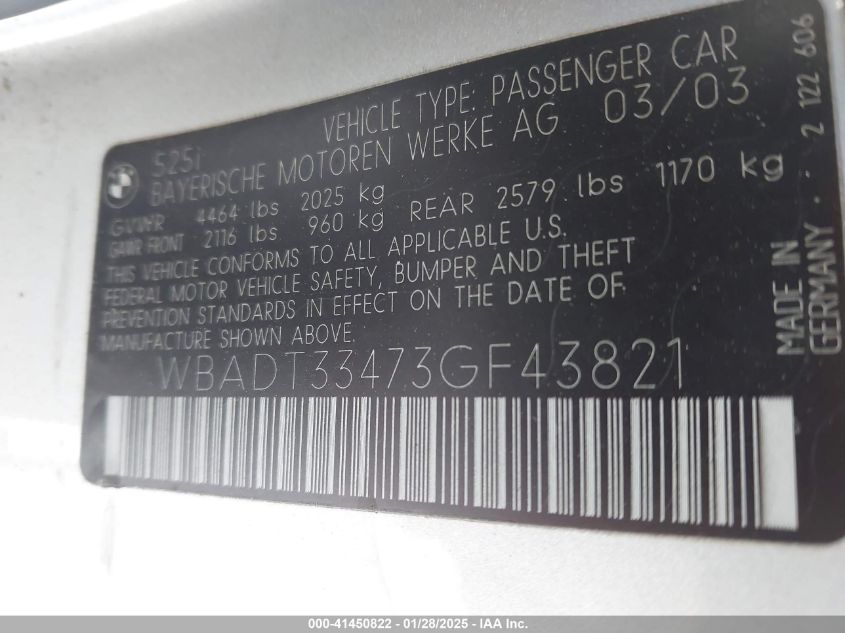 525i VEHICLE TYPE: PASSENGER CAR
BAYERISCHE MOTOREN WERKE AG 03/03
GVWR 4464 lbs 2025 kg
GAWR FRONT 2116 lbs 960 kg REAR 2579 lbs 1170 kg
THIS VEHICLE CONFORMS TO ALL APPLICABLE U.S.
FEDERAL MOTOR VEHICLE SAFETY, BUMPER AND THEFT
PREVENTION STANDARDS IN EFFECT ON THE DATE OF
MANUFACTURE SHOWN ABOVE.
WBADT33473GF43821
MADE IN
GERMANY . . 2 122 606
000-41450822 - 01/28/2025 - IAA Inc.